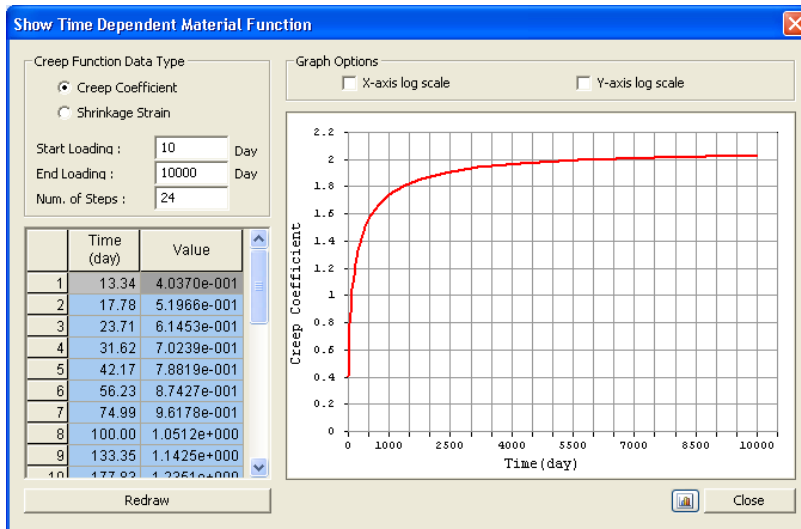 Show Time Dependent Material Function
Creep Function Data Type
Creep Coefficient
Shrinkage Strain
Start Loading : 10 Day
End Loading : 10000 Day
Num. of Steps : 24
Time (day) Value
1 13.34 4.0370e-001
2 17.78 5.1966e-001
3 23.71 6.1453e-001
4 31.62 7.0239e-001
5 42.17 7.8819e-001
6 56.23 8.7427e-001
7 74.99 9.6178e-001
8 100.00 1.0512e+000
9 133.35 1.1425e+000
10 177.83 1.2351e+000
Redraw
Graph Options
X-axis log scale Y-axis log scale
2.2
2
1.8
1.6
1.4
1.2
1
0.8
0.6
0.4
0.2
0
Creep Coefficient
0 1000 2500 4000 5500 7000 8500 10000
Time(day)
Close